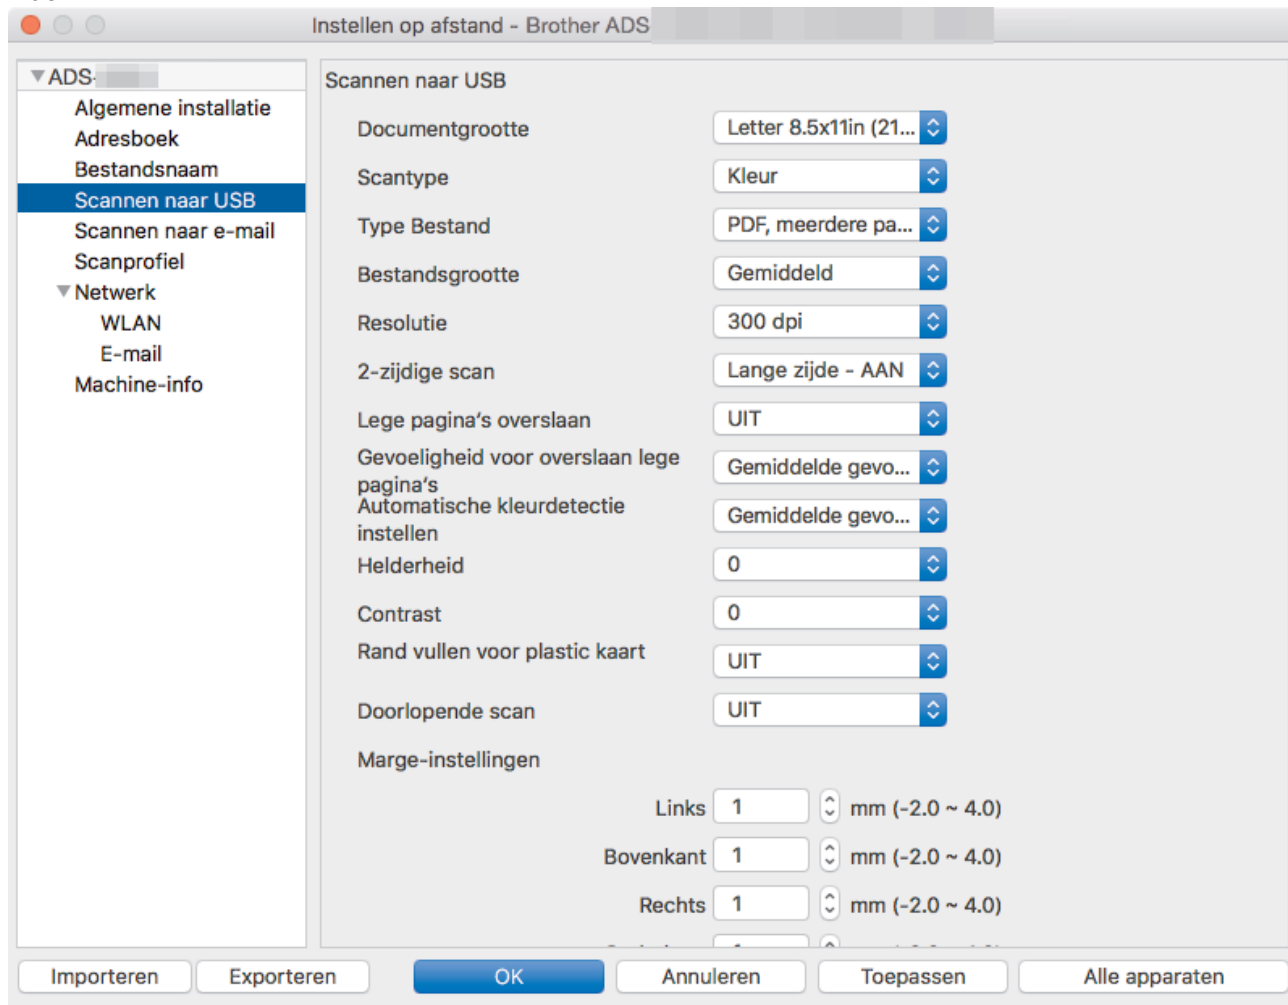 Instellen op afstand - Brother ADS
ADS-
Algemene installatie
Adresboek
Bestandsnaam
Scannen naar USB
Scannen naar e-mail
Scanprofiel
Netwerk
WLAN
E-mail
Machine-info
Scannen naar USB
Documentgrootte Letter 8.5x11in (21...
Scantype Kleur
Type Bestand PDF, meerdere pa...
Bestandsgrootte Gemiddeld
Resolutie 300 dpi
2-zijdige scan Lange zijde - AAN
Lege pagina's overslaan UIT
Gevoeligheid voor overslaan lege
pagina's Gemiddelde gevo...
Automatische kleurdetectie
instellen Gemiddelde gevo...
Helderheid 0
Contrast 0
Rand vullen voor plastic kaart UIT
Doorlopende scan UIT
Marge-instellingen
Links 1 mm (-2.0 ~ 4.0)
Bovenkant 1 mm (-2.0 ~ 4.0)
Rechts 1 mm (-2.0 ~ 4.0)
Importeren Exporteren OK Annuleren Toepassen Alle apparaten